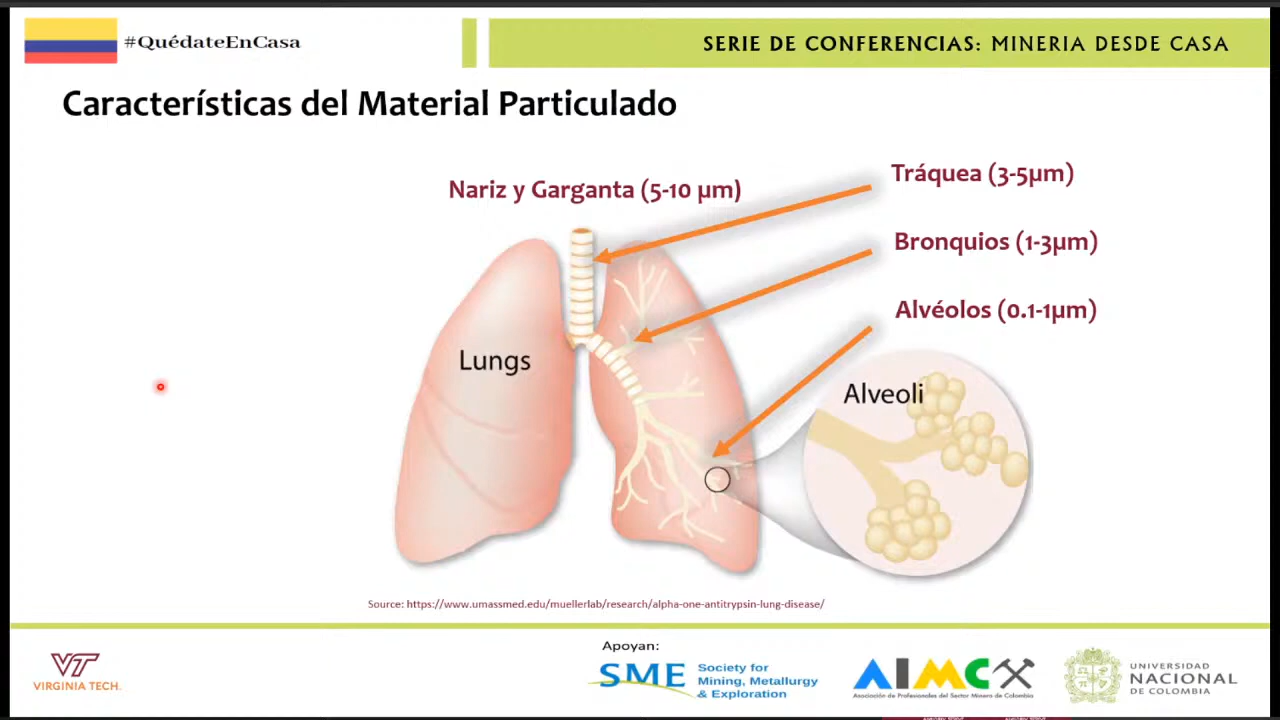 #QuédateEnCasa
SERIE DE CONFERENCIAS: MINERIA DESDE CASA
Características del Material Particulado
Nariz y Garganta (5-10 µm)
Tráquea (3-5µm)
Bronquios (1-3µm)
Alvéolos (0.1-1µm)
Lungs
Alveoli
Source: https://www.umassmed.edu/muellerlab/research/alpha-one-antitrypsin-lung-disease/
VT
VIRGINIA TECH.
Apoyan:
SME
Society for
Mining, Metallurgy
& Exploration
AIMC
Asociación de Profesionales del Sector Minero de Colombia
UNIVERSIDAD
NACIONAL
DE COLOMBIA